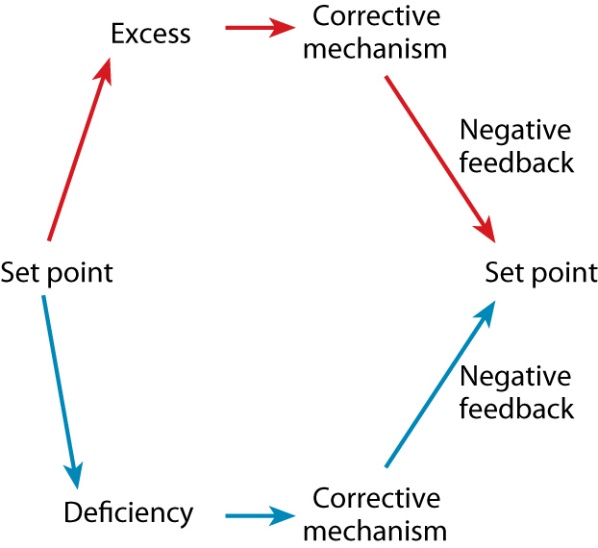 Excess
Corrective
mechanism
Negative
feedback
Set point
Set point
Negative
feedback
Deficiency
Corrective
mechanism